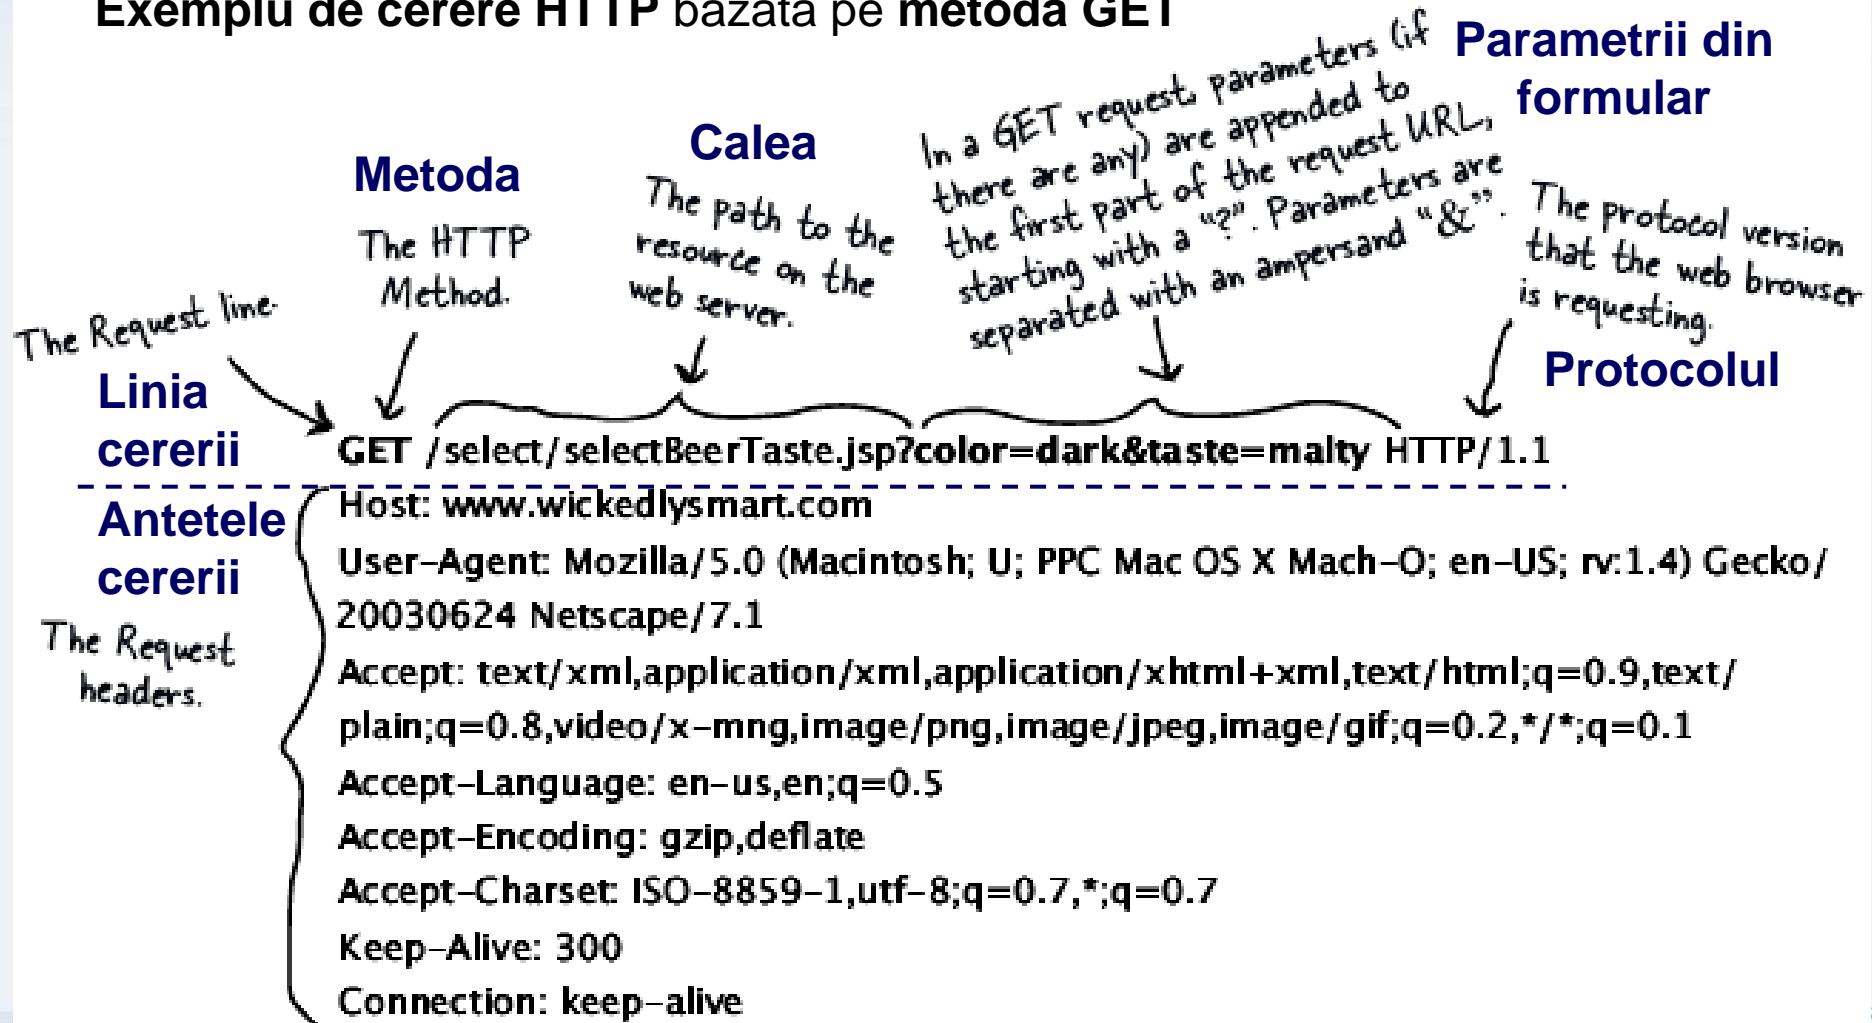 Exemplu de cerere HTTP bazata pe metoda GET
Parametrii din
formular
In a GET request, parameters (if
there are any) are appended to
the first part of the request URL,
starting with a "?". Parameters are
separated with an ampersand "&".
Calea
The path to the
resource on the
web server.
Metoda
The HTTP
Method.
The protocol version
that the web browser
is requesting.
Protocolul
The Request line.
Linia
cererii
GET /select/selectBeerTaste.jsp?color=dark&taste=malty HTTP/1.1
Antetele
cererii
The Request
headers.
Host: www.wickedlysmart.com
User-Agent: Mozilla/5.0 (Macintosh; U; PPC Mac OS X Mach-O; en-US; rv:1.4) Gecko/
20030624 Netscape/7.1
Accept: text/xml,application/xml,application/xhtml+xml,text/html;q=0.9,text/
plain;q=0.8,video/x-mng,image/png,image/jpeg,image/gif;q=0.2,*/*;q=0.1
Accept-Language: en-us,en;q=0.5
Accept-Encoding: gzip,deflate
Accept-Charset: ISO-8859-1,utf-8;q=0.7,*;q=0.7
Keep-Alive: 300
Connection: keep-alive